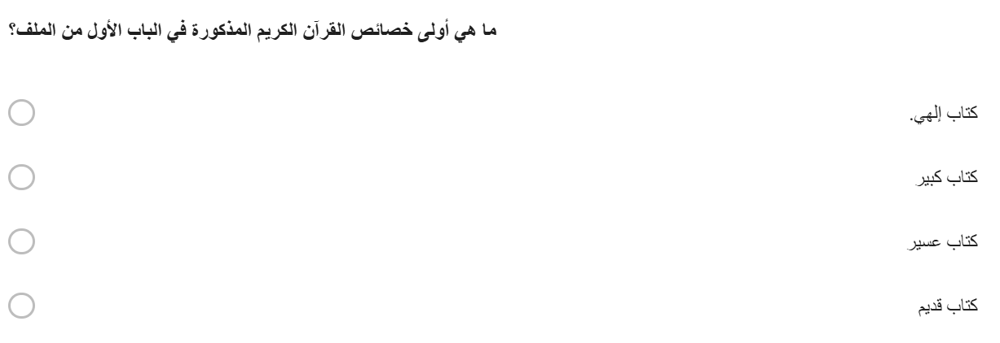 ما هي أولى خصائص القرآن الكريم المذكورة في الباب الأول من الملف؟
كتاب إلهي.
كتاب كبير
كتاب عسير
كتاب قديم